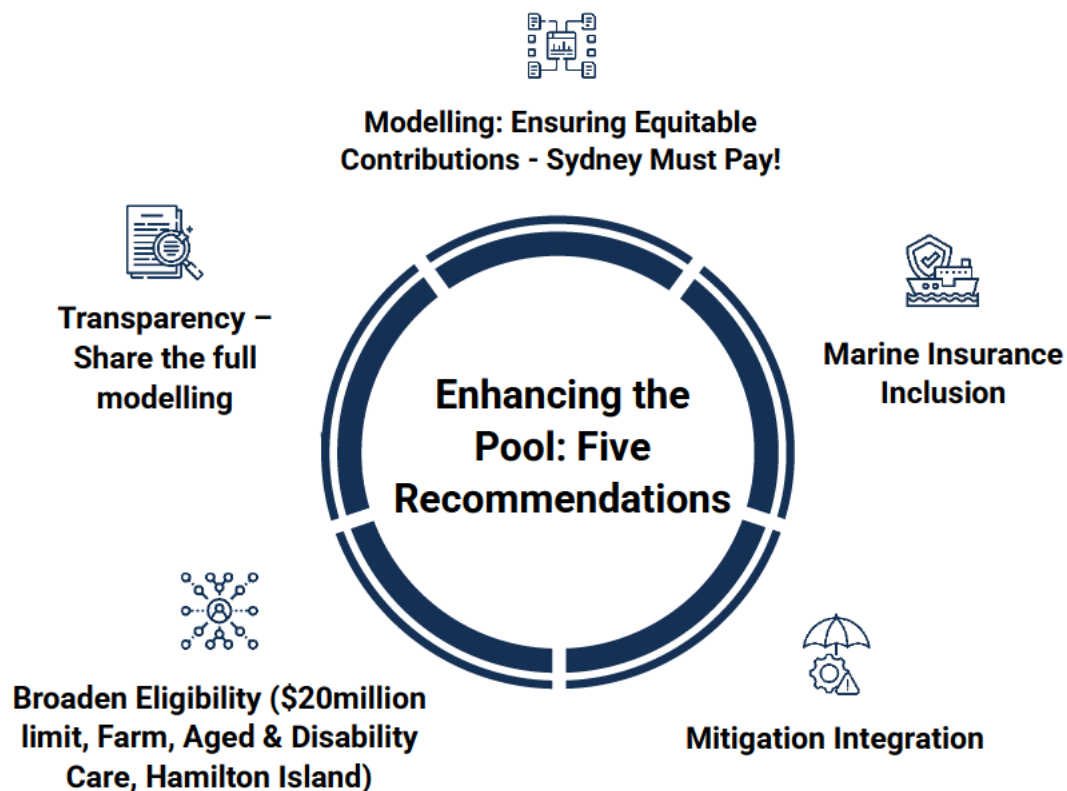 Modelling: Ensuring Equitable
Contributions - Sydney Must Pay!
Transparency –
Share the full
modelling
Marine Insurance
Inclusion
Enhancing the
Pool: Five
Recommendations
Broaden Eligibility ($20million
limit, Farm, Aged & Disability
Care, Hamilton Island)
Mitigation Integration